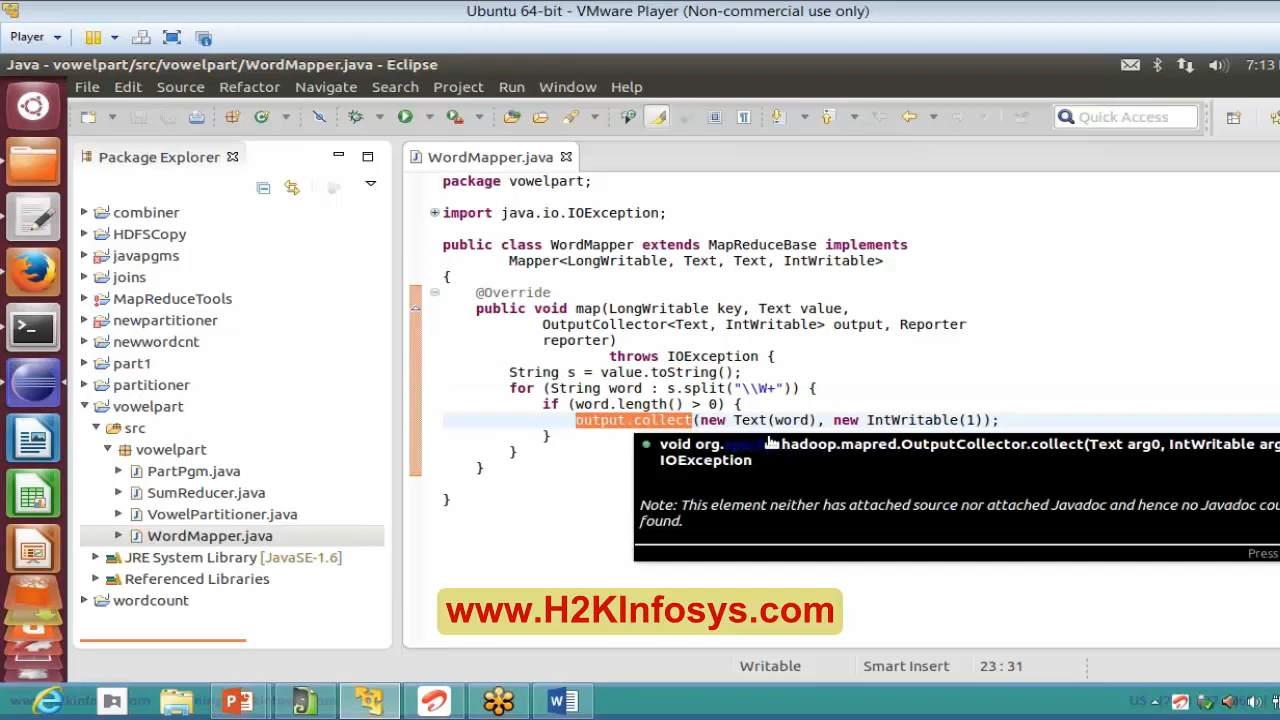 Ubuntu 64-bit - VMware Player (Non-commercial use only)
Player
Java - vowelpart/src/vowelpart/WordMapper.java - Eclipse
7:13
File Edit Source Refactor Navigate Search Project Run Window Help
Quick Access
Package Explorer
WordMapper.java
combiner
HDFSCopy
javapgms
joins
MapReduceTools
newpartitioner
newwordcnt
part1
partitioner
vowelpart
src
vowelpart
PartPgm.java
SumReducer.java
VowelPartitioner.java
WordMapper.java
JRE System Library [JavaSE-1.6]
Referenced Libraries
wordcount
package vowelpart;
import java.io.IOException;
public class WordMapper extends MapReduceBase implements
Mapper<LongWritable, Text, Text, IntWritable>
{
@Override
public void map(LongWritable key, Text value,
OutputCollector<Text, IntWritable> output, Reporter
reporter)
throws IOException {
String s = value.toString();
for (String word : s.split("\\W+")) {
if (word.length() > 0) {
output.collect(new Text(word), new IntWritable(1));
}
}
}
}
void org. hadoop.mapred.OutputCollector.collect(Text arg0, IntWritable arg
IOException
Note: This element neither has attached source nor attached Javadoc and hence no Javadoc cou
found.
Press
www.H2KInfosys.com
Writable Smart Insert 23 : 31
US